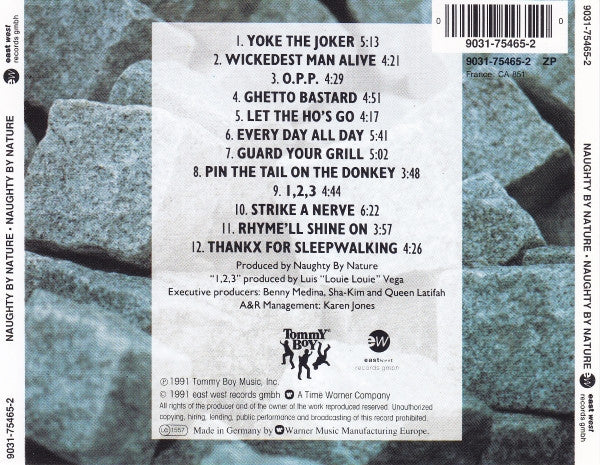 east west
records gmbh
ew
NAUGHTY BY NATURE • NAUGHTY BY NATURE
9031-75465-2
0 0
9031-75465-2
9031-75465-2 ZP
France: CA 851
1. YOKE THE JOKER 5:13
2. WICKEDEST MAN ALIVE 4:21
3. O.P.P. 4:29
4. GHETTO BASTARD 4:51
5. LET THE HO'S GO 4:17
6. EVERY DAY ALL DAY 5:41
7. GUARD YOUR GRILL 5:02
8. PIN THE TAIL ON THE DONKEY 3:48
9. 1,2,3 4:44
10. STRIKE A NERVE 6:22
11. RHYME'LL SHINE ON 3:57
12. THANKX FOR SLEEPWALKING 4:26
Produced by Naughty By Nature
"1,2,3" produced by Luis "Louie Louie" Vega
Executive producers: Benny Medina, Sha-Kim and Queen Latifah
A&R Management: Karen Jones
Tommy
Boy
ew
east west
records gmbh
℗ 1991 Tommy Boy Music, Inc.
© 1991 east west records gmbh A Time Warner Company
All rights of the producer and of the owner of the work reproduced reserved. Unauthorized
copying, hiring, lending, public performance and broadcasting of this record prohibited.
LC 1557 Made in Germany by Warner Music Manufacturing Europe.
9031-75465-2
NAUGHTY BY NATURE • NAUGHTY BY NATURE
ew
east west
records gmbh